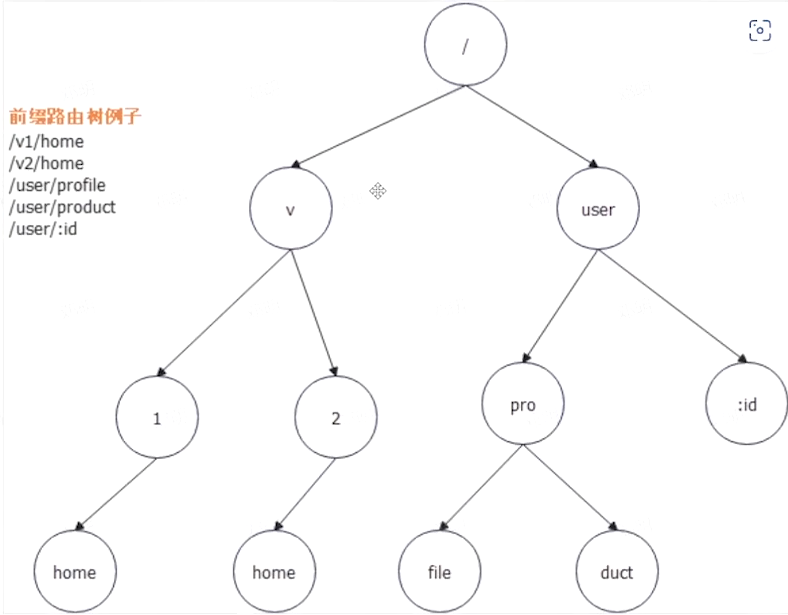 /
前缀路由树例子
/v1/home
/v2/home
/user/profile
/user/product
/user/:id
v
user
1
2
pro
:id
home
home
file
duct